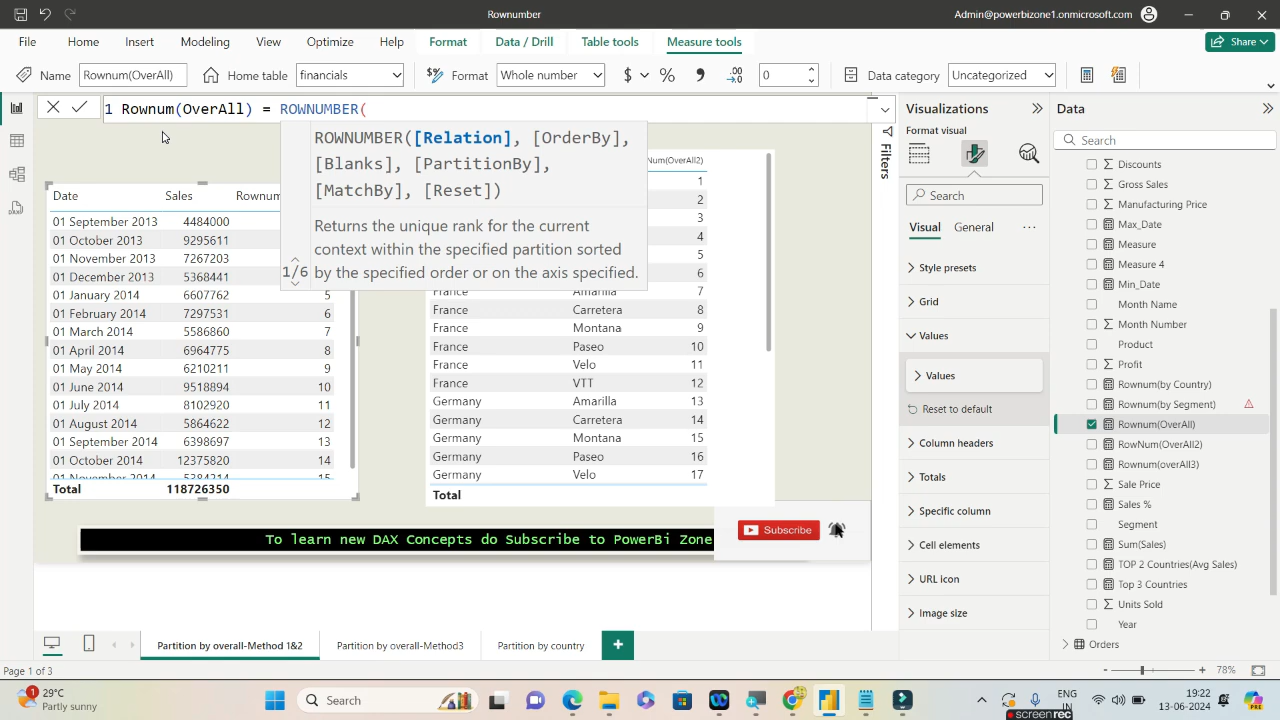 Rownumber
Admin@powerbizone1.onmicrosoft.com
File Home Insert Modeling View Optimize Help Format Data / Drill Table tools Measure tools
Share
Name Rownum(OverAll) Home table financials Format Whole number $ % 0 Data category Uncategorized
1 Rownum(OverAll) = ROWNUMBER(
ROWNUMBER([Relation], [OrderBy],
[Blanks], [PartitionBy],
[MatchBy], [Reset])
Returns the unique rank for the current
context within the specified partition sorted
by the specified order or on the axis specified.
1/6
Date Sales Rownum
01 September 2013 4484000
01 October 2013 9295611
01 November 2013 7267203
01 December 2013 5368441
01 January 2014 6607762 5
01 February 2014 7297531 6
01 March 2014 5586860 7
01 April 2014 6964775 8
01 May 2014 6210211 9
01 June 2014 9518894 10
01 July 2014 8102920 11
01 August 2014 5864622 12
01 September 2014 6398697 13
01 October 2014 12375820 14
01 November 2014 5384214 15
Total 118726350
Num(OverAll2)
1
2
3
4
5
6
France Amarilla 7
France Carretera 8
France Montana 9
France Paseo 10
France Velo 11
France VTT 12
Germany Amarilla 13
Germany Carretera 14
Germany Montana 15
Germany Paseo 16
Germany Velo 17
Total
To learn new DAX Concepts do Subscribe to PowerBi Zone
Subscribe
Filters
Visualizations
Format visual
Search
Visual General
Style presets
Grid
Values
Values
Reset to default
Column headers
Totals
Specific column
Cell elements
URL icon
Image size
Data
Search
Discounts
Gross Sales
Manufacturing Price
Max_Date
Measure
Measure 4
Min_Date
Month Name
Month Number
Product
Profit
Rownum(by Country)
Rownum(by Segment)
Rownum(OverAll)
RowNum(OverAll2)
Rownum(overAll3)
Sale Price
Sales %
Segment
Sum(Sales)
TOP 2 Countries(Avg Sales)
Top 3 Countries
Units Sold
Year
Orders
Partition by overall-Method 1&2 Partition by overall-Method3 Partition by country
Page 1 of 3
78%
1
29°C
Partly sunny
Search
ENG
IN
19:22
13-06-2024
PRE
screen rec